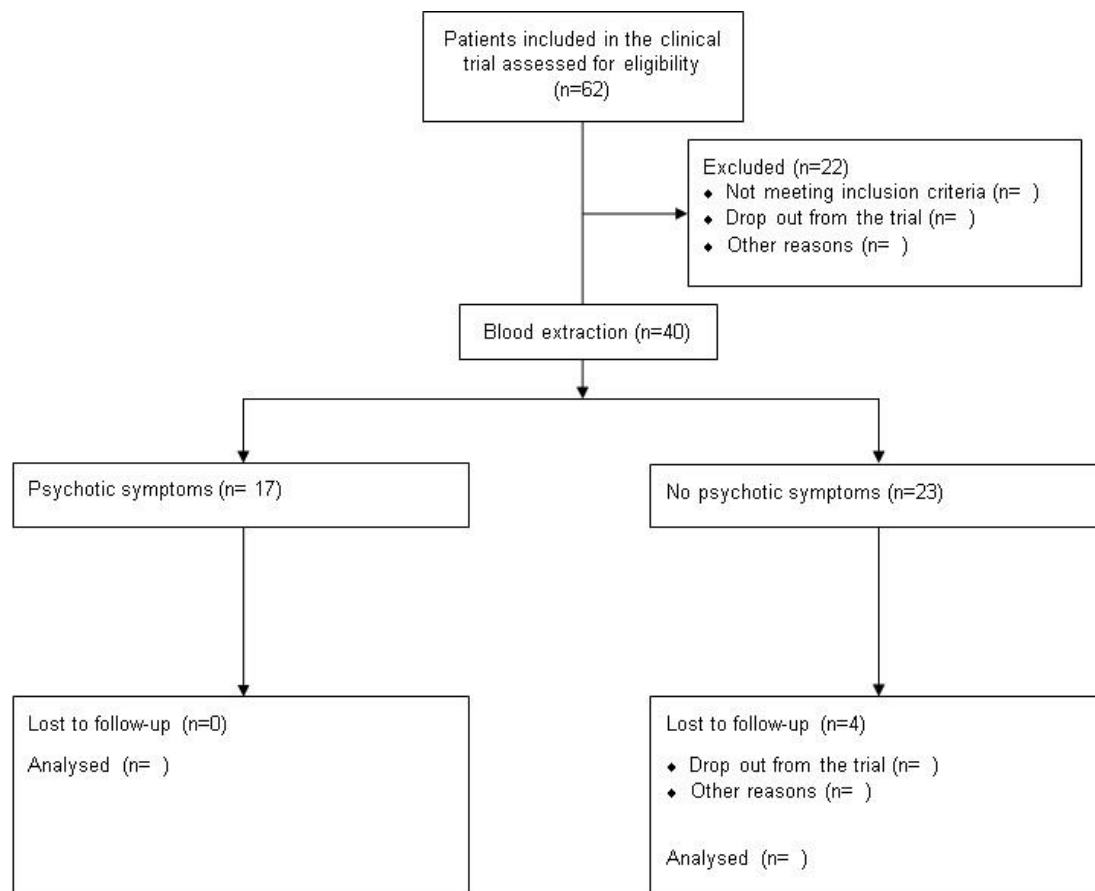 Patients included in the clinical
trial assessed for eligibility
(n=62)
Excluded (n=22)
♦ Not meeting inclusion criteria (n= )
♦ Drop out from the trial (n= )
♦ Other reasons (n= )
Blood extraction (n=40)
Psychotic symptoms (n= 17)
No psychotic symptoms (n=23)
Lost to follow-up (n=0)
Analysed (n= )
Lost to follow-up (n=4)
♦ Drop out from the trial (n= )
♦ Other reasons (n= )
Analysed (n= )